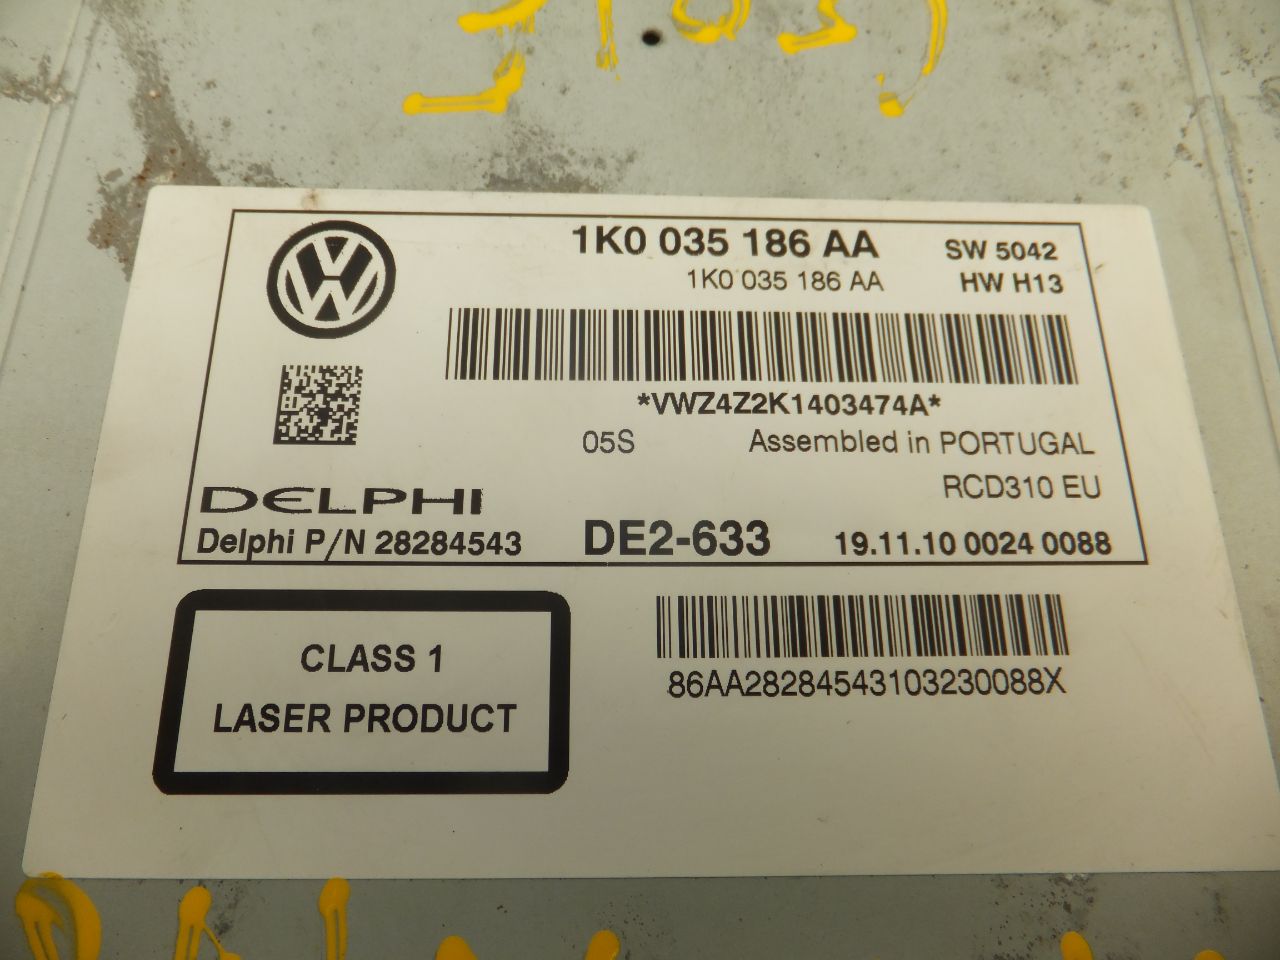 1K0 035 186 AA
SW 5042
1K0 035 186 AA
HW H13
*VWZ4Z2K1403474A*
05S
Assembled in PORTUGAL
RCD310 EU
DELPHI
Delphi P/N 28284543
DE2-633
19.11.10 0024 0088
CLASS 1
LASER PRODUCT
86AA28284543103230088X